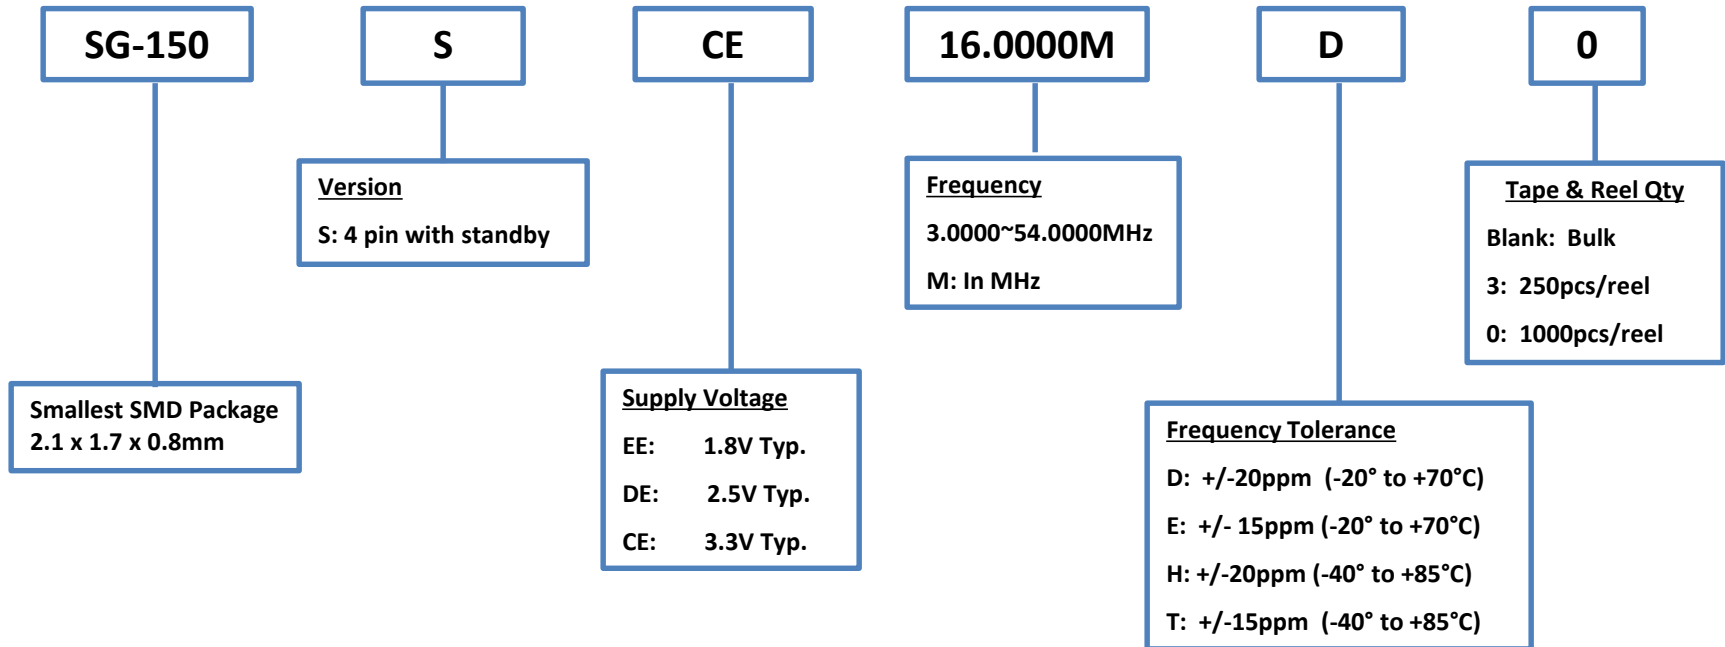 SG-150
S
CE
16.0000M
D
0
Version
S: 4 pin with standby
Frequency
3.0000~54.0000MHz
M: In MHz
Tape & Reel Qty
Blank: Bulk
3: 250pcs/reel
0: 1000pcs/reel
Smallest SMD Package
2.1 x 1.7 x 0.8mm
Supply Voltage
EE: 1.8V Typ.
DE: 2.5V Typ.
CE: 3.3V Typ.
Frequency Tolerance
D: +/-20ppm (-20° to +70°C)
E: +/- 15ppm (-20° to +70°C)
H: +/-20ppm (-40° to +85°C)
T: +/-15ppm (-40° to +85°C)